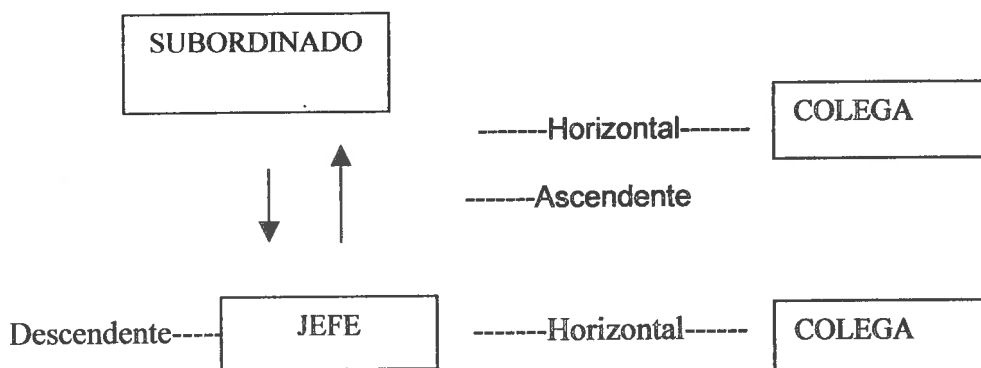 SUBORDINADO
-------Horizontal-------
COLEGA
-------Ascendente
Descendente-----
JEFE
-------Horizontal------
COLEGA